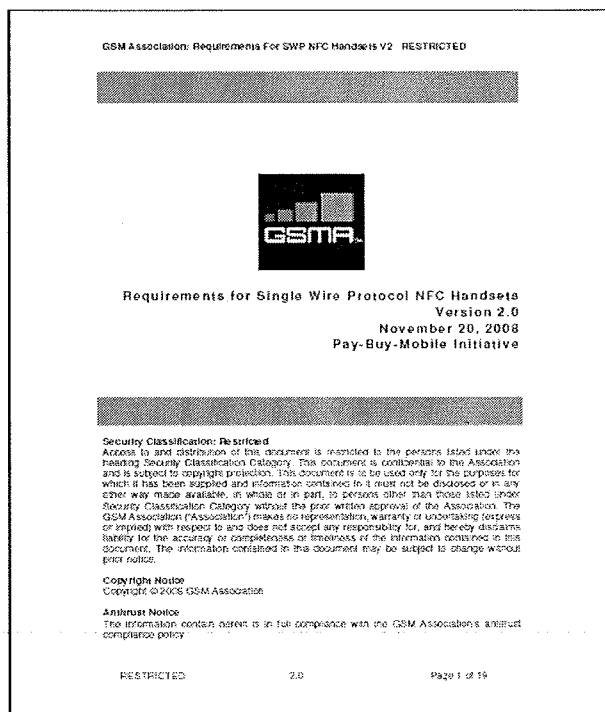 GSM Association: Requirements For SWP NFC Handsets V2 RESTRICTED
GSMA
Requirements for Single Wire Protocol NFC Handsets
Version 2.0
November 20, 2008
Pay-Buy-Mobile Initiative
Security Classification: Restricted
Access to and distribution of this document is restricted to the persons listed under the
heading Security Classification Category. This document is confidential to the Association
and is subject to copyright protection. This document is to be used only for the purposes for
which it has been supplied and information contained in it must not be disclosed or in any
other way made available, in whole or in part, to persons other than those listed under
Security Classification Category without the prior written approval of the Association. The
GSM Association ("Association") makes no representation, warranty or undertaking (express
or implied) with respect to and does not accept any responsibility for, and hereby disclaims
liability for the accuracy or completeness or timeliness of the information contained in this
document. The information contained in this document may be subject to change without
prior notice.
Copyright Notice
Copyright © 2008 GSM Association
Antitrust Notice
The information contain herein is in full compliance with the GSM Association's antitrust
compliance policy
RESTRICTED 2.0 Page 1 of 19